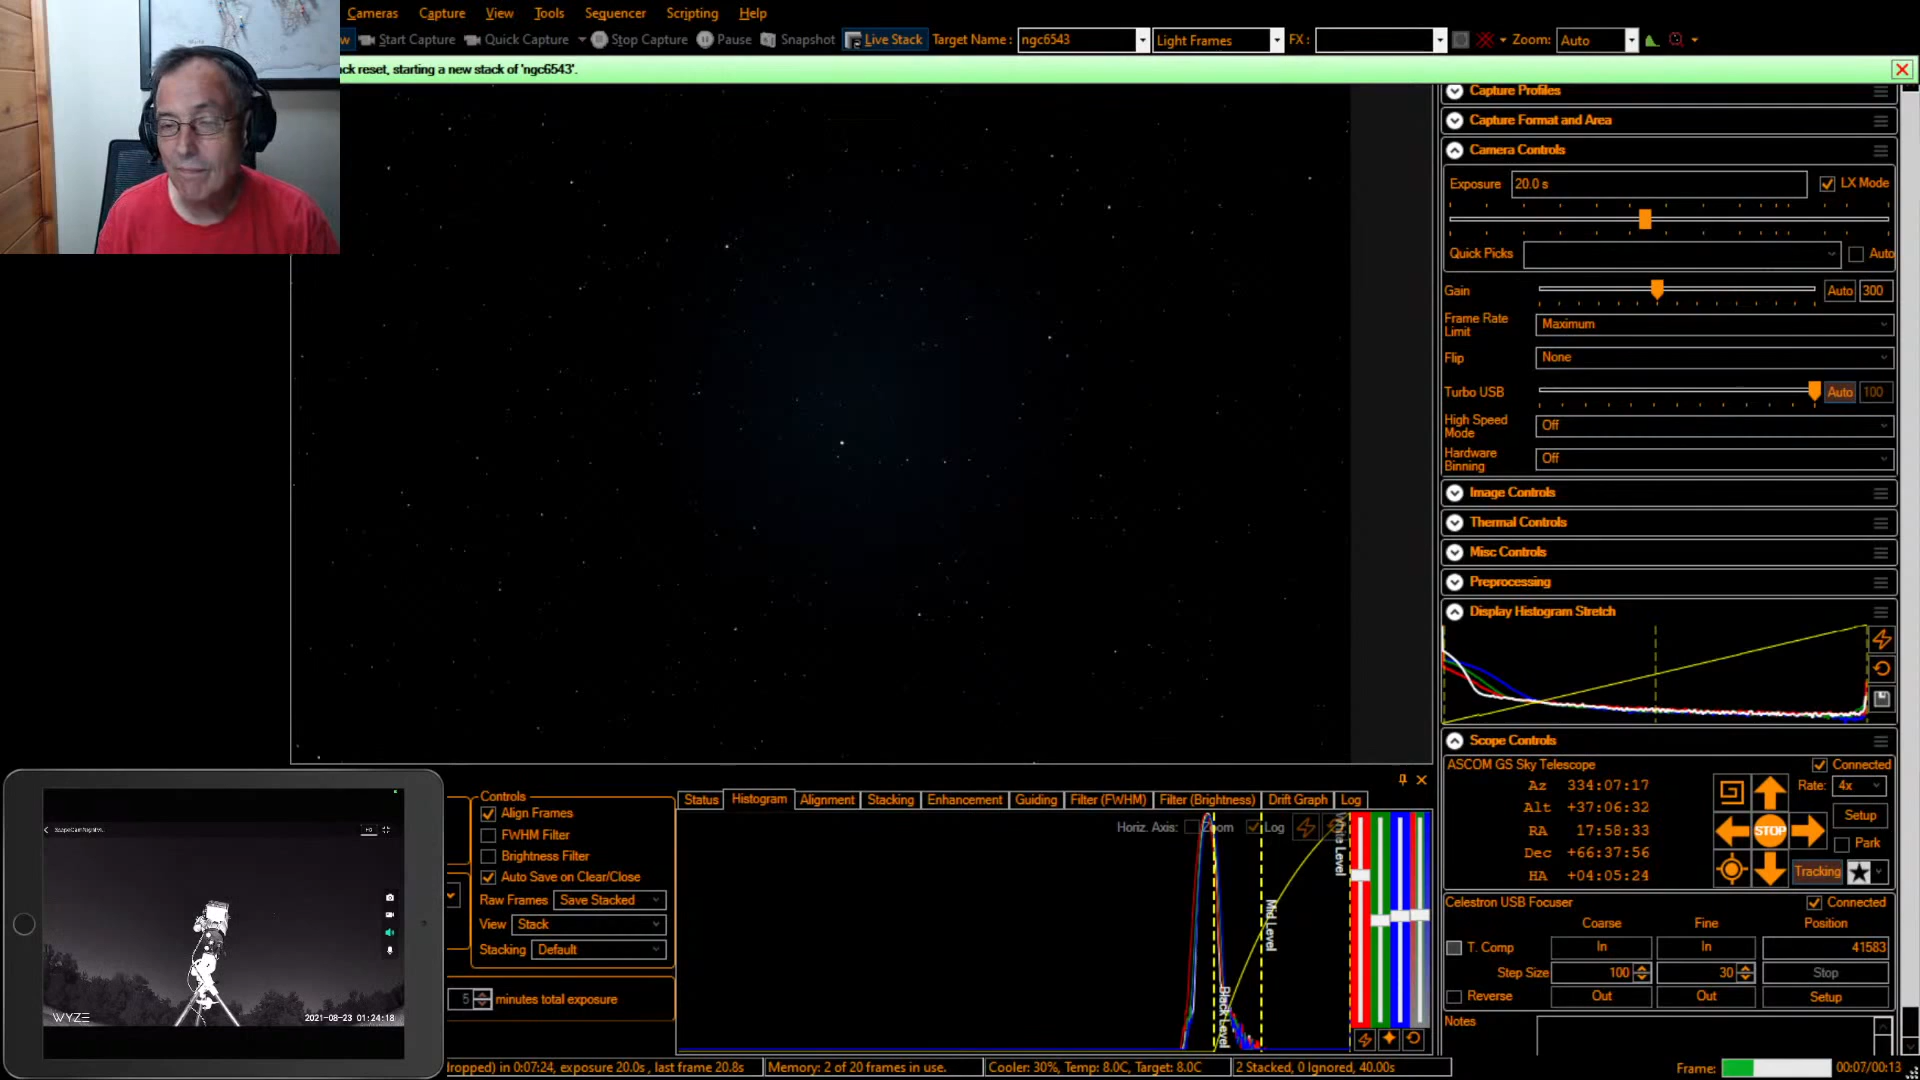 Cameras Capture View Tools Sequencer Scripting Help
Start Capture Quick Capture Stop Capture Pause Snapshot Live Stack Target Name : ngc6543 Light Frames FX : Zoom: Auto
ck reset, starting a new stack of 'ngc6543'.
Capture Profiles
Capture Format and Area
Camera Controls
Exposure 20.0 s LX Mode
Quick Picks Auto
Gain Auto 300
Frame Rate Limit Maximum
Flip None
Turbo USB Auto 100
High Speed Mode Off
Hardware Binning Off
Image Controls
Thermal Controls
Misc Controls
Preprocessing
Display Histogram Stretch
Scope Controls
ASCOM GS Sky Telescope Connected
Az 334:07:17 Rate: 4x
Alt +37:06:32 Setup
RA 17:58:33 STOP
Dec +66:37:56 Park
HA +04:05:24 Tracking
Celestron USB Focuser Connected
Coarse Fine Position
T. Comp In In 41583
Step Size 100 30 Stop
Reverse Out Out Setup
Notes
Controls
Align Frames
FWHM Filter
Brightness Filter
Auto Save on Clear/Close
Raw Frames Save Stacked
View Stack
Stacking Default
5 minutes total exposure
Status Histogram Alignment Stacking Enhancement Guiding Filter (FWHM) Filter (Brightness) Drift Graph Log
Horiz. Axis: Zoom Log
White Level
Mid Level
Black Level
WYZE 2021-08-23 01:24:18
ropped) in 0:07:24, exposure 20.0s , last frame 20.8s Memory: 2 of 20 frames in use. Cooler: 30%, Temp: 8.0C, Target: 8.0C 2 Stacked, 0 Ignored, 40.00s Frame: 00:07/00:13